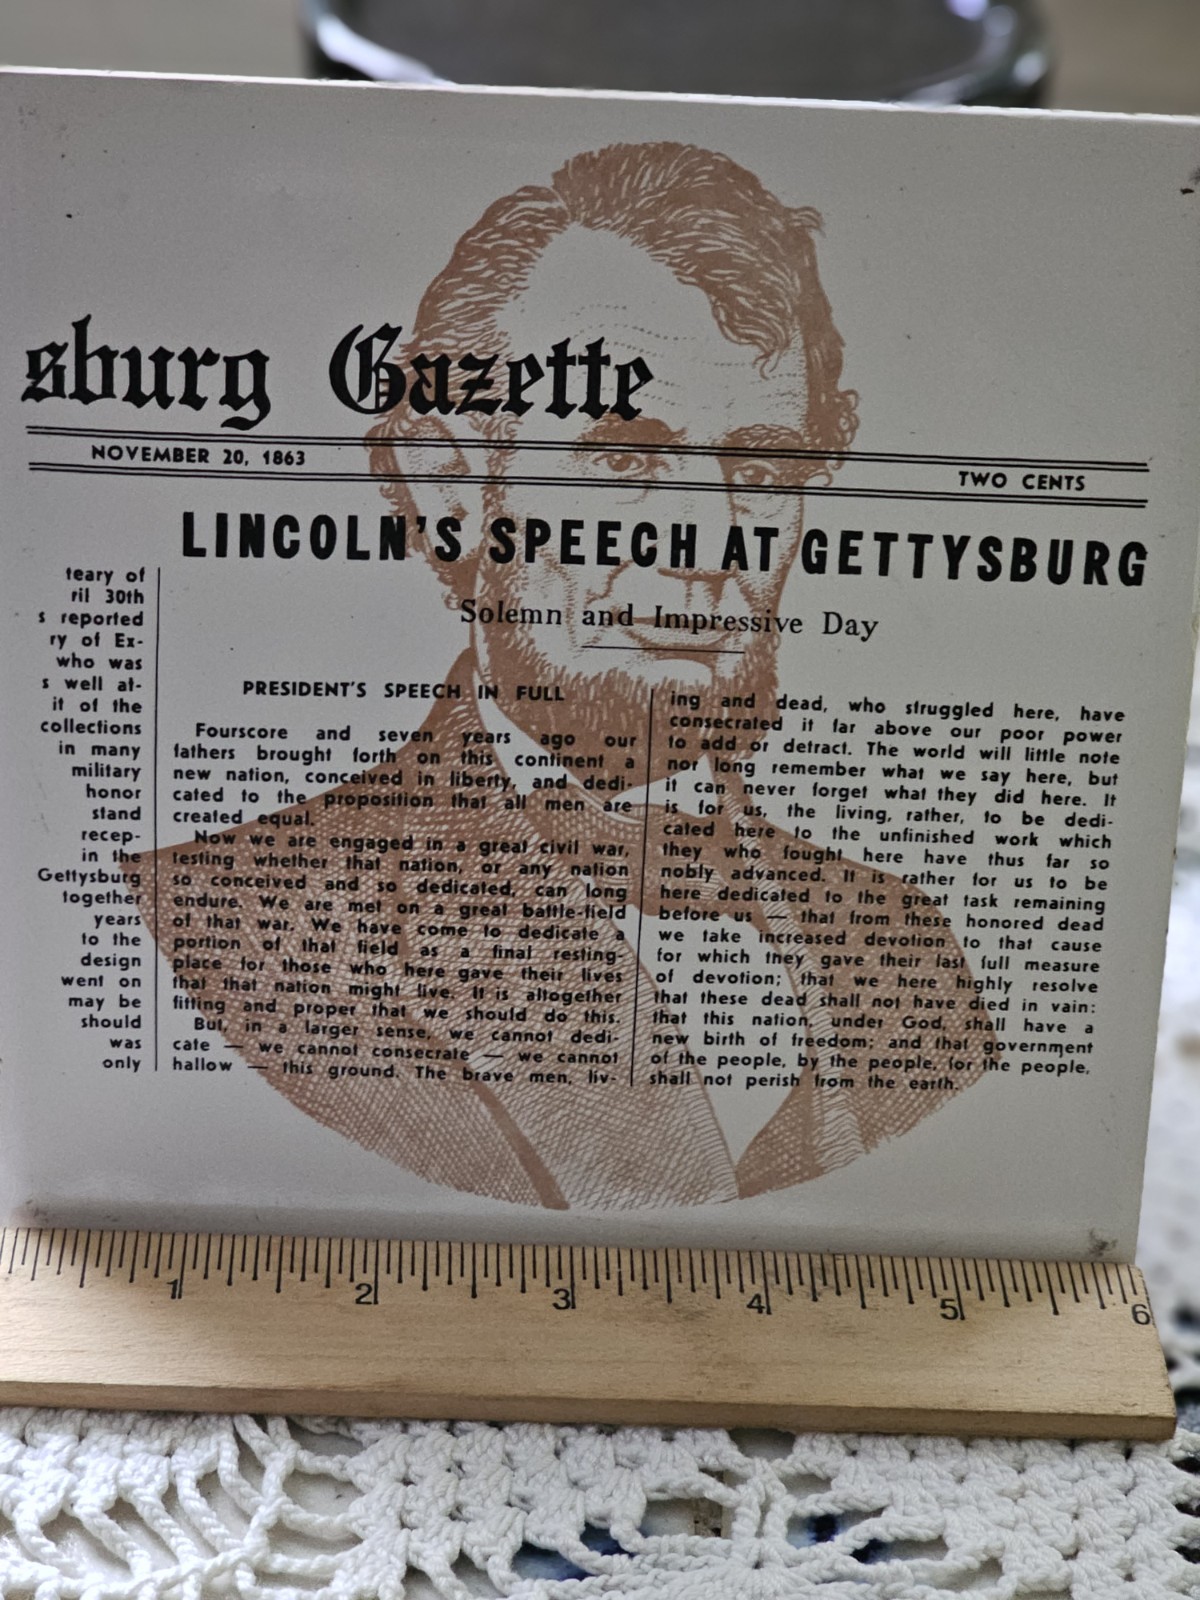 sburg Gazette
NOVEMBER 20, 1863
TWO CENTS
LINCOLN'S SPEECH AT GETTYSBURG
Solemn and Impressive Day
teary of
ril 30th
s reported
ry of Ex-
who was
s well at-
it of the
collections
in many
military
honor
stand
recep-
in the
Gettysburg
together
years
to the
design
went on
may be
should
was
only
PRESIDENT'S SPEECH IN FULL
Fourscore and seven years ago our
fathers brought forth on this continent a
new nation, conceived in liberty, and dedi-
cated to the proposition that all men are
created equal.
Now we are engaged in a great civil war,
testing whether that nation, or any nation
so conceived and so dedicated, can long
endure. We are met on a great battle-field
of that war. We have come to dedicate a
portion of that field as a final resting-
place for those who here gave their lives
that that nation might live. It is altogether
fitting and proper that we should do this.
But, in a larger sense, we cannot dedi-
cate — we cannot consecrate — we cannot
hallow — this ground. The brave men, liv-
ing and dead, who struggled here, have
consecrated it far above our poor power
to add or detract. The world will little note
nor long remember what we say here, but
it can never forget what they did here. It
is for us, the living, rather, to be dedi-
cated here to the unfinished work which
they who fought here have thus far so
nobly advanced. It is rather for us to be
here dedicated to the great task remaining
before us — that from these honored dead
we take increased devotion to that cause
for which they gave their last full measure
of devotion; that we here highly resolve
that these dead shall not have died in vain:
that this nation, under God, shall have a
new birth of freedom; and that government
of the people, by the people, for the people,
shall not perish from the earth.
1 2 3 4 5 6